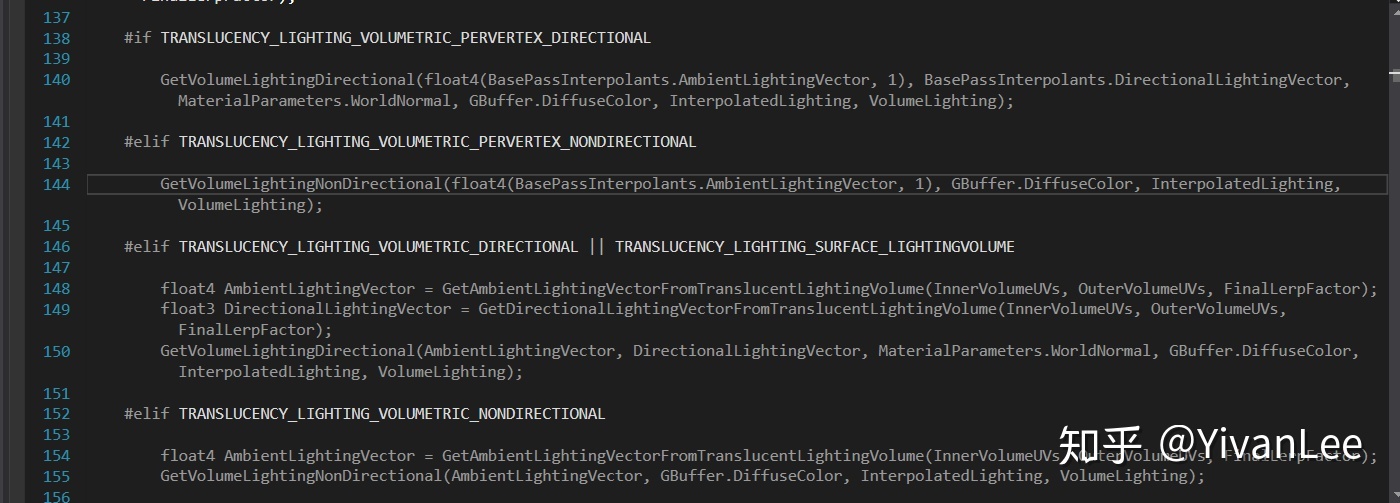 FinalLerpFactor);
137
138 #if TRANSLUCENCY_LIGHTING_VOLUMETRIC_PERVERTEX_DIRECTIONAL
139
140 GetVolumeLightingDirectional(float4(BasePassInterpolants.AmbientLightingVector, 1), BasePassInterpolants.DirectionalLightingVector,
MaterialParameters.WorldNormal, GBuffer.DiffuseColor, InterpolatedLighting, VolumeLighting);
141
142 #elif TRANSLUCENCY_LIGHTING_VOLUMETRIC_PERVERTEX_NONDIRECTIONAL
143
144 GetVolumeLightingNonDirectional(float4(BasePassInterpolants.AmbientLightingVector, 1), GBuffer.DiffuseColor, InterpolatedLighting,
VolumeLighting);
145
146 #elif TRANSLUCENCY_LIGHTING_VOLUMETRIC_DIRECTIONAL || TRANSLUCENCY_LIGHTING_SURFACE_LIGHTINGVOLUME
147
148 float4 AmbientLightingVector = GetAmbientLightingVectorFromTranslucentLightingVolume(InnerVolumeUVs, OuterVolumeUVs, FinalLerpFactor);
149 float3 DirectionalLightingVector = GetDirectionalLightingVectorFromTranslucentLightingVolume(InnerVolumeUVs, OuterVolumeUVs,
FinalLerpFactor);
150 GetVolumeLightingDirectional(AmbientLightingVector, DirectionalLightingVector, MaterialParameters.WorldNormal, GBuffer.DiffuseColor,
InterpolatedLighting, VolumeLighting);
151
152 #elif TRANSLUCENCY_LIGHTING_VOLUMETRIC_NONDIRECTIONAL
153
154 float4 AmbientLightingVector = GetAmbientLightingVectorFromTranslucentLightingVolume(InnerVolumeUVs, OuterVolumeUVs, FinalLerpFactor);
155 GetVolumeLightingNonDirectional(AmbientLightingVector, GBuffer.DiffuseColor, InterpolatedLighting, VolumeLighting);
156
知乎 @YivanLee